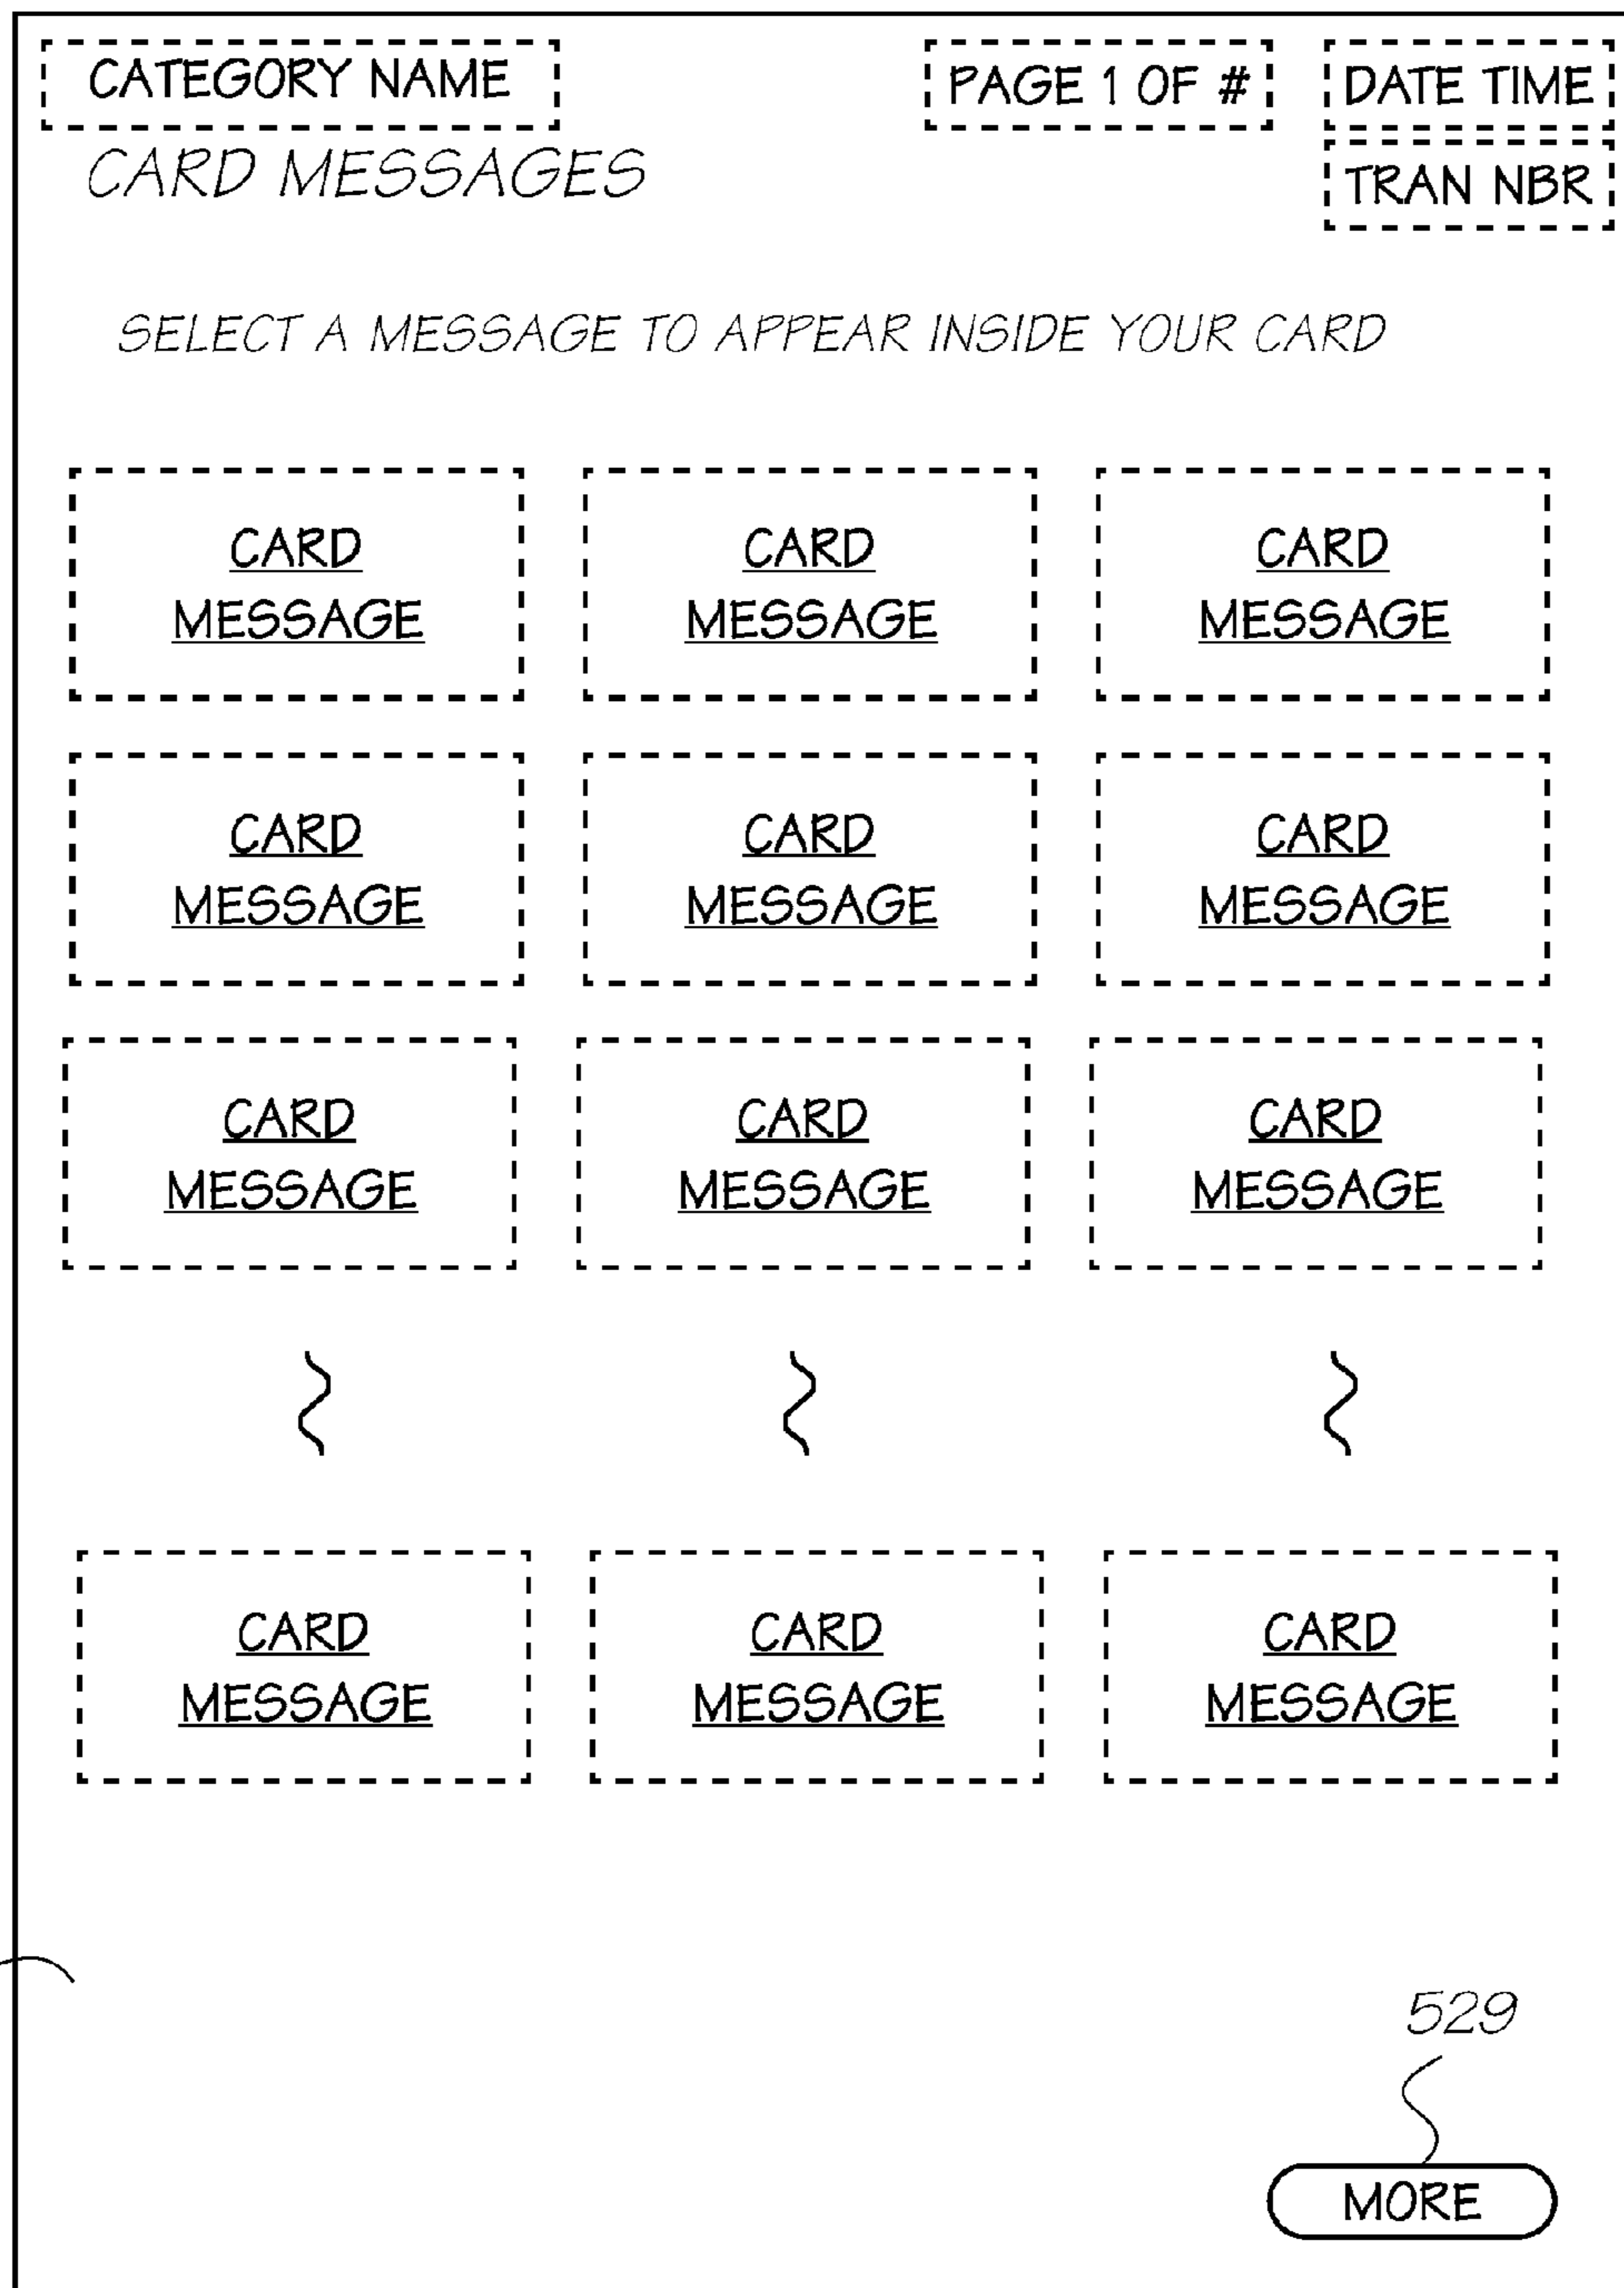 CATEGORY NAME PAGE 1 OF # DATE TIME
CARD MESSAGES TRAN NBR
SELECT A MESSAGE TO APPEAR INSIDE YOUR CARD
CARD CARD CARD
MESSAGE MESSAGE MESSAGE
CARD CARD CARD
MESSAGE MESSAGE MESSAGE
CARD CARD CARD
MESSAGE MESSAGE MESSAGE
CARD CARD CARD
MESSAGE MESSAGE MESSAGE
529
MORE